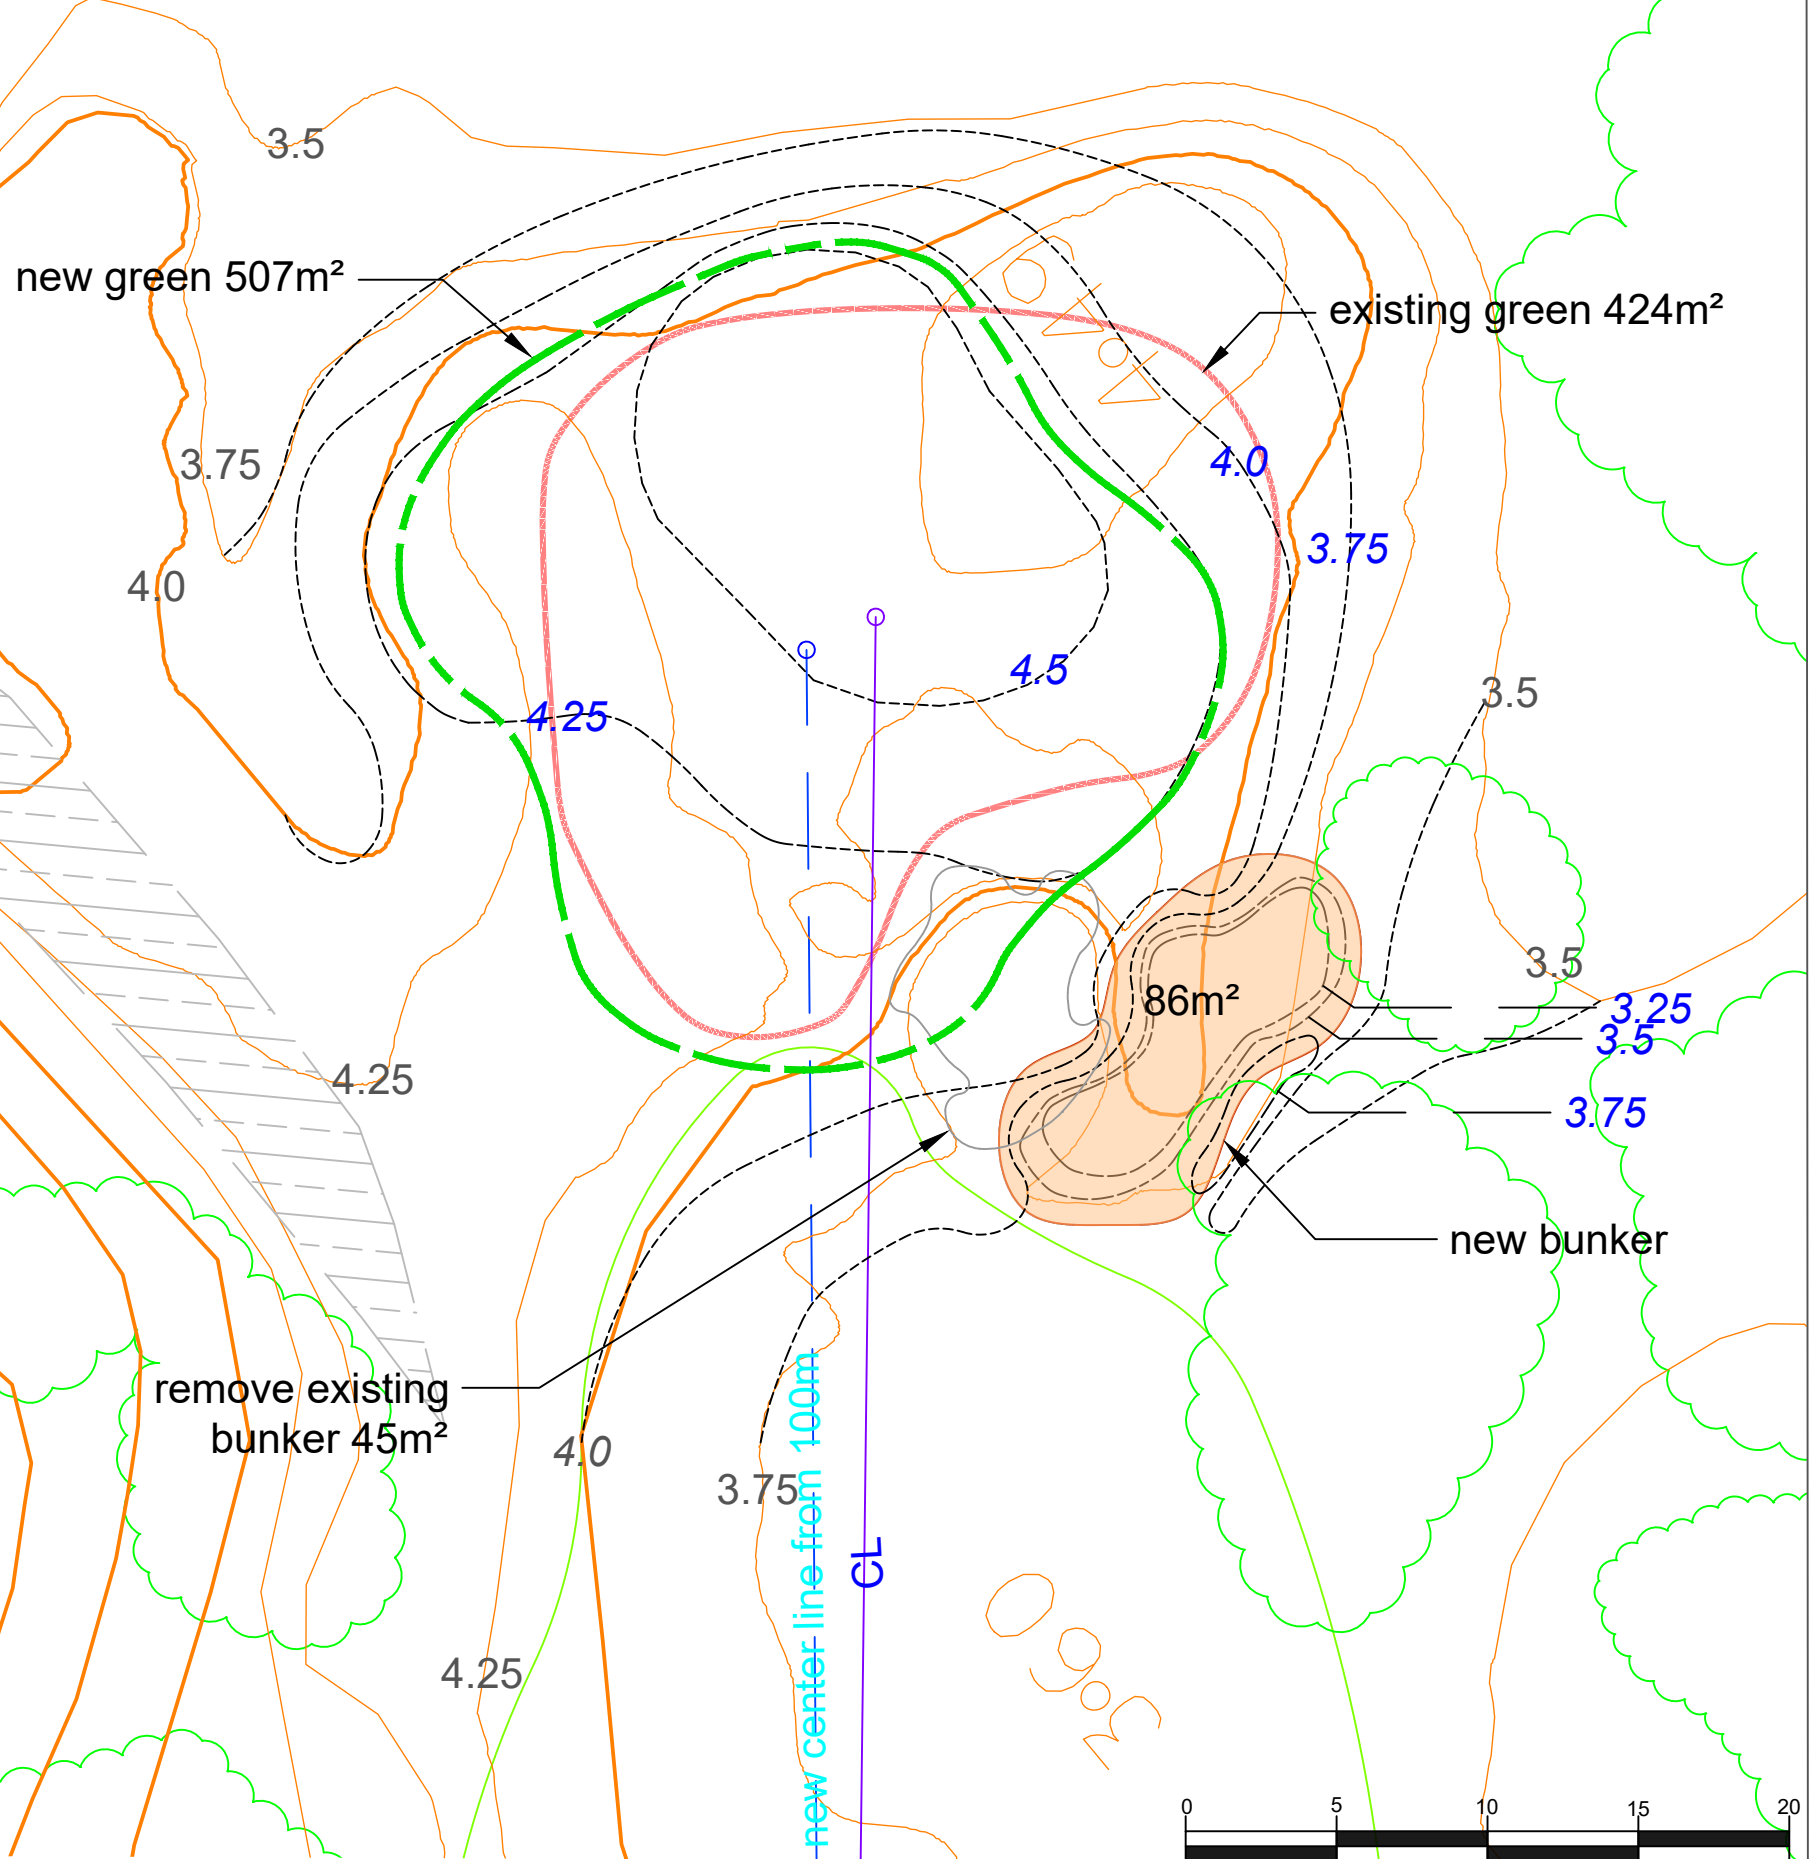 3.5
new green 507m²
existing green 424m²
3.75
4.0
3.75
4.0
4.5
4.25
3.5
3.5
86m²
3.25
3.5
3.75
4.25
new bunker
remove existing
bunker 45m²
4.0
3.75
new center line from 100m
CL
4.25
0 5 10 15 20